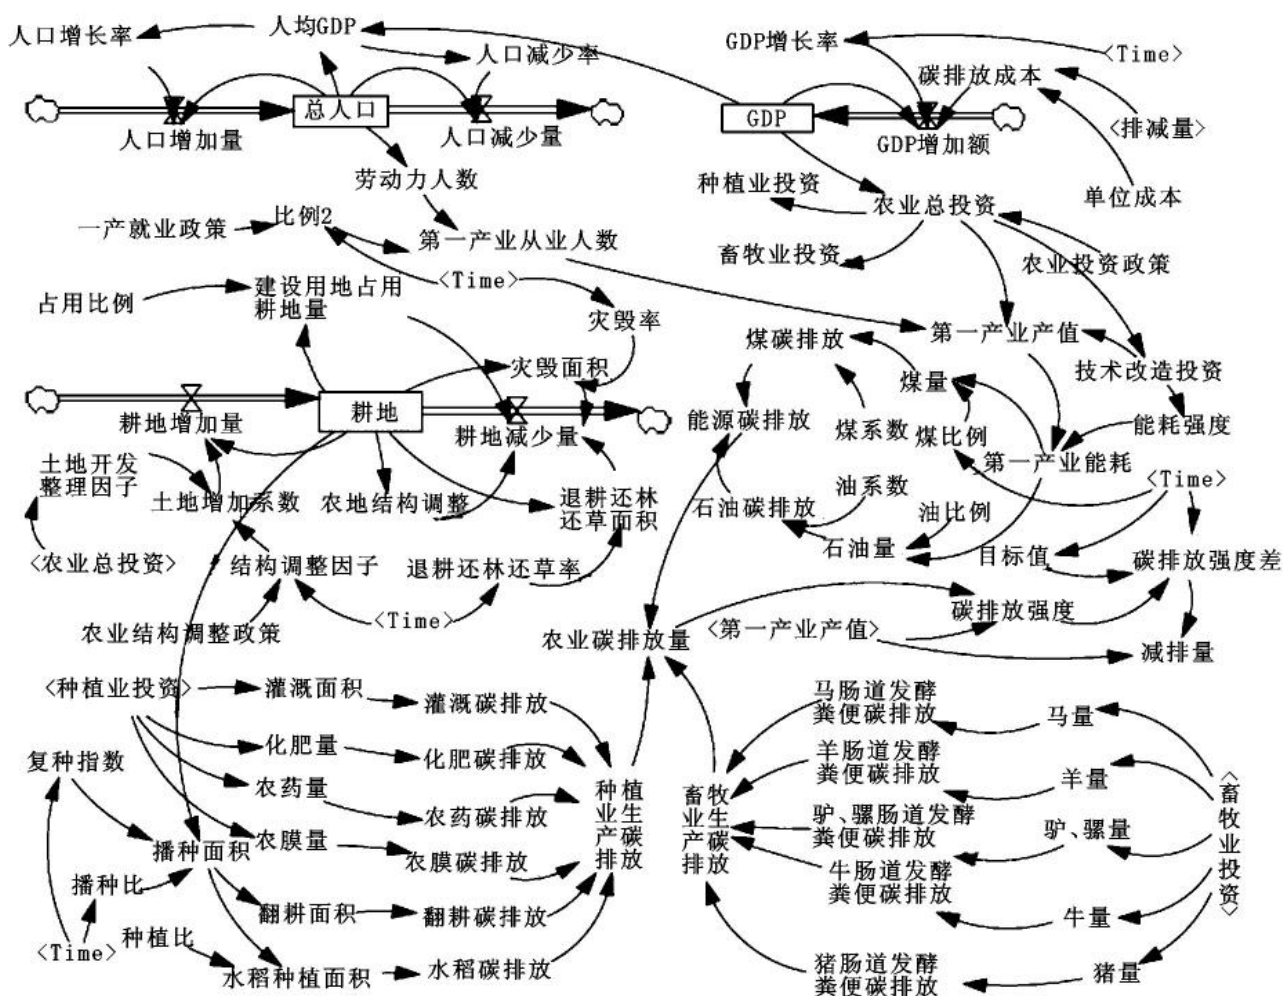 人口增长率
人均GDP
人口减少率
GDP增长率
<Time>
碳排放成本
总人口
GDP
<排减量>
人口增加量
人口减少量
GDP增加额
劳动力人数
种植业投资
农业总投资
单位成本
一产就业政策
比例2
第一产业从业人数
畜牧业投资
农业投资政策
占用比例
建设用地占用
耕地量
<Time>
灾毁率
煤碳排放
第一产业产值
灾毁面积
煤量
技术改造投资
耕地
耕地增加量
耕地减少量
能源碳排放
煤系数
煤比例
能耗强度
土地开发
整理因子
第一产业能耗
<Time>
土地增加系数
农地结构调整
退耕还林
还草面积
石油碳排放
油系数
油比例
<农业总投资>
结构调整因子
退耕还林还草率
石油量
目标值
碳排放强度差
<Time>
农业结构调整政策
农业碳排放量
<第一产业产值>
碳排放强度
减排量
<种植业投资>
灌溉面积
灌溉碳排放
马肠道发酵
粪便碳排放
马量
复种指数
化肥量
化肥碳排放
羊肠道发酵
粪便碳排放
羊量
农药量
农药碳排放
种植
业生
产碳
排放
畜牧
业生
产碳
排放
驴、骡肠道发酵
粪便碳排放
驴、骡量
<畜牧业投资>
播种面积
农膜量
农膜碳排放
牛肠道发酵
粪便碳排放
牛量
播种比
翻耕面积
翻耕碳排放
<Time>
种植比
水稻种植面积
水稻碳排放
猪肠道发酵
粪便碳排放
猪量